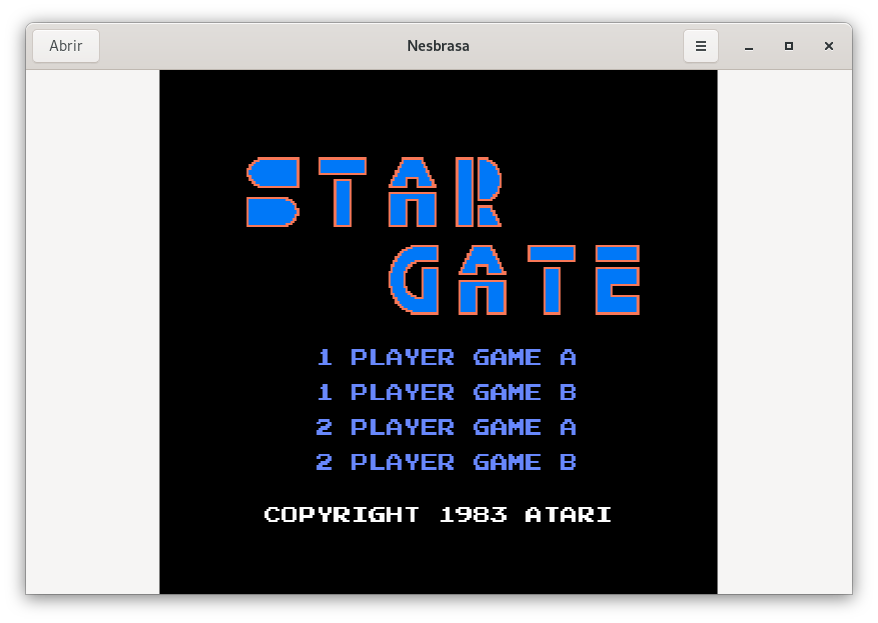 Abrir
Nesbrasa
STAR
GATE
1 PLAYER GAME A
1 PLAYER GAME B
2 PLAYER GAME A
2 PLAYER GAME B
COPYRIGHT 1983 ATARI